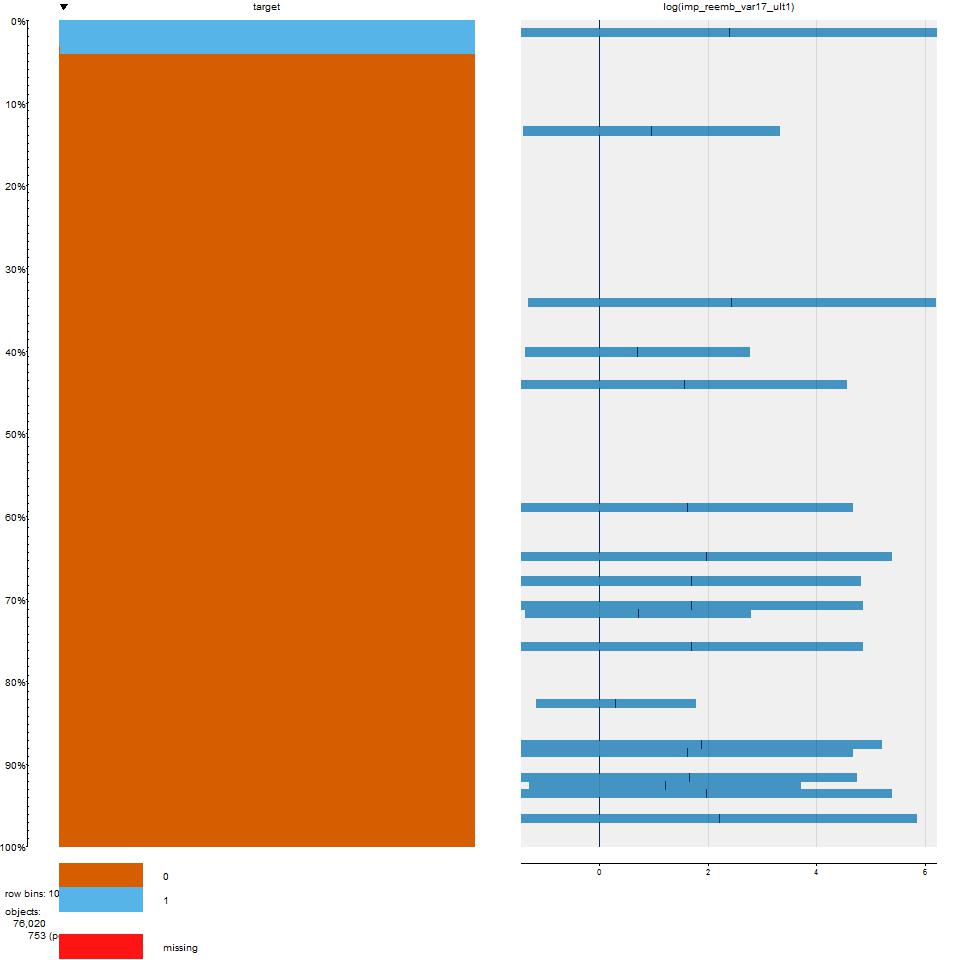 target
log(imp_reemb_var17_ult1)
0%
10%
20%
30%
40%
50%
60%
70%
80%
90%
100%
0 2 4 6
0
row bins: 10
1
objects:
76,020
753 (p
missing